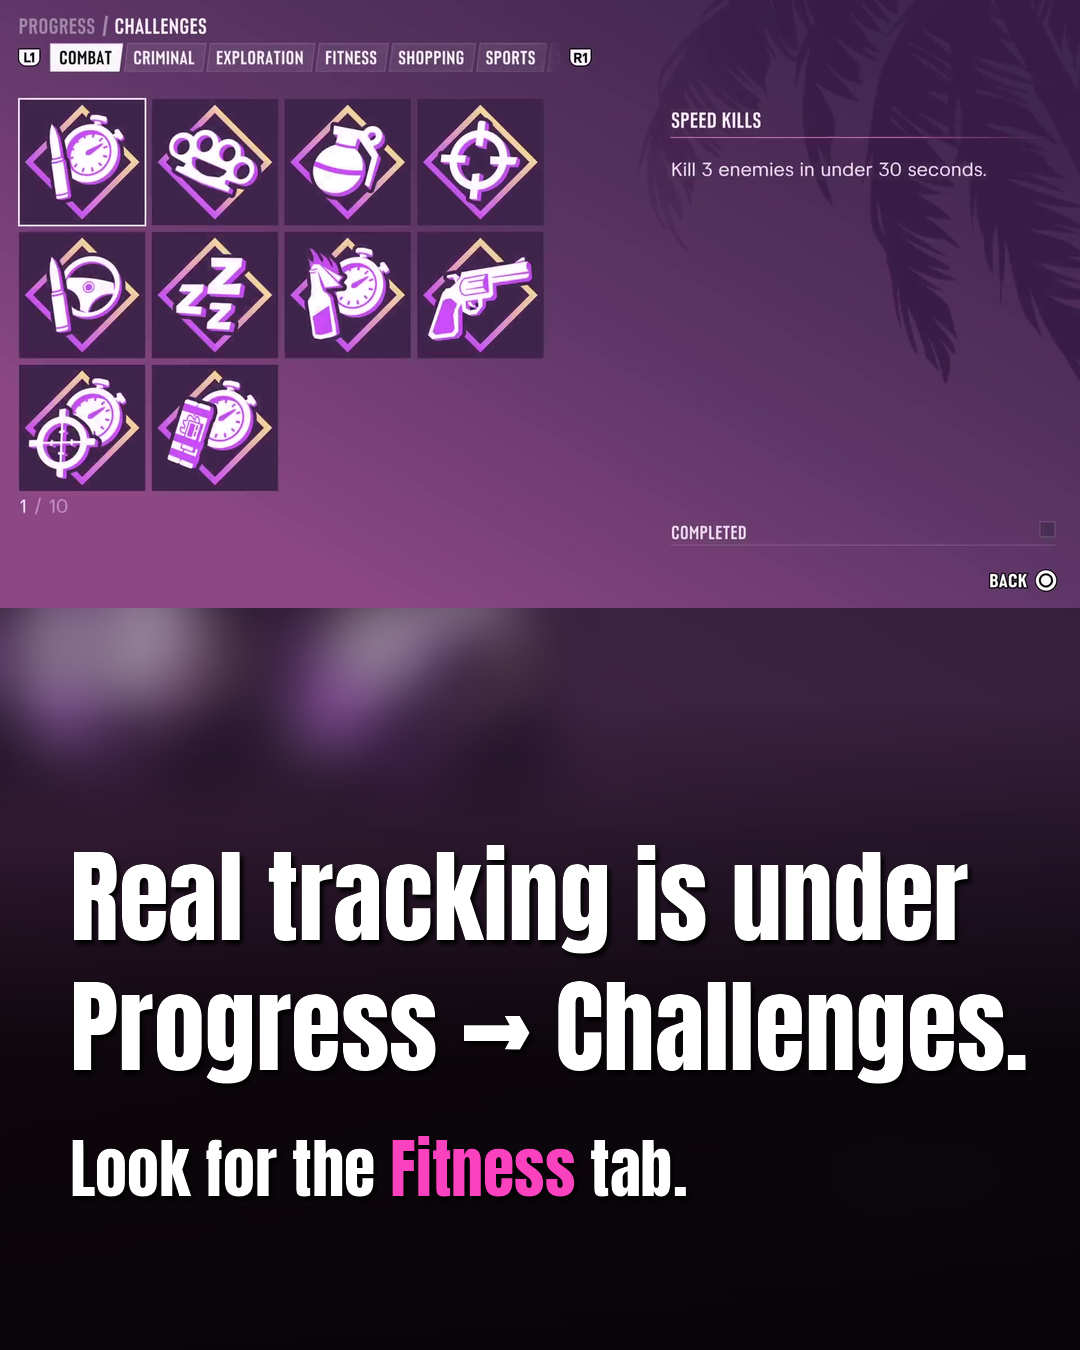 PROGRESS / CHALLENGES
L1 COMBAT CRIMINAL EXPLORATION FITNESS SHOPPING SPORTS R1
SPEED KILLS
Kill 3 enemies in under 30 seconds.
1 / 10
COMPLETED
BACK
Real tracking is under
Progress → Challenges.
Look for the Fitness tab.